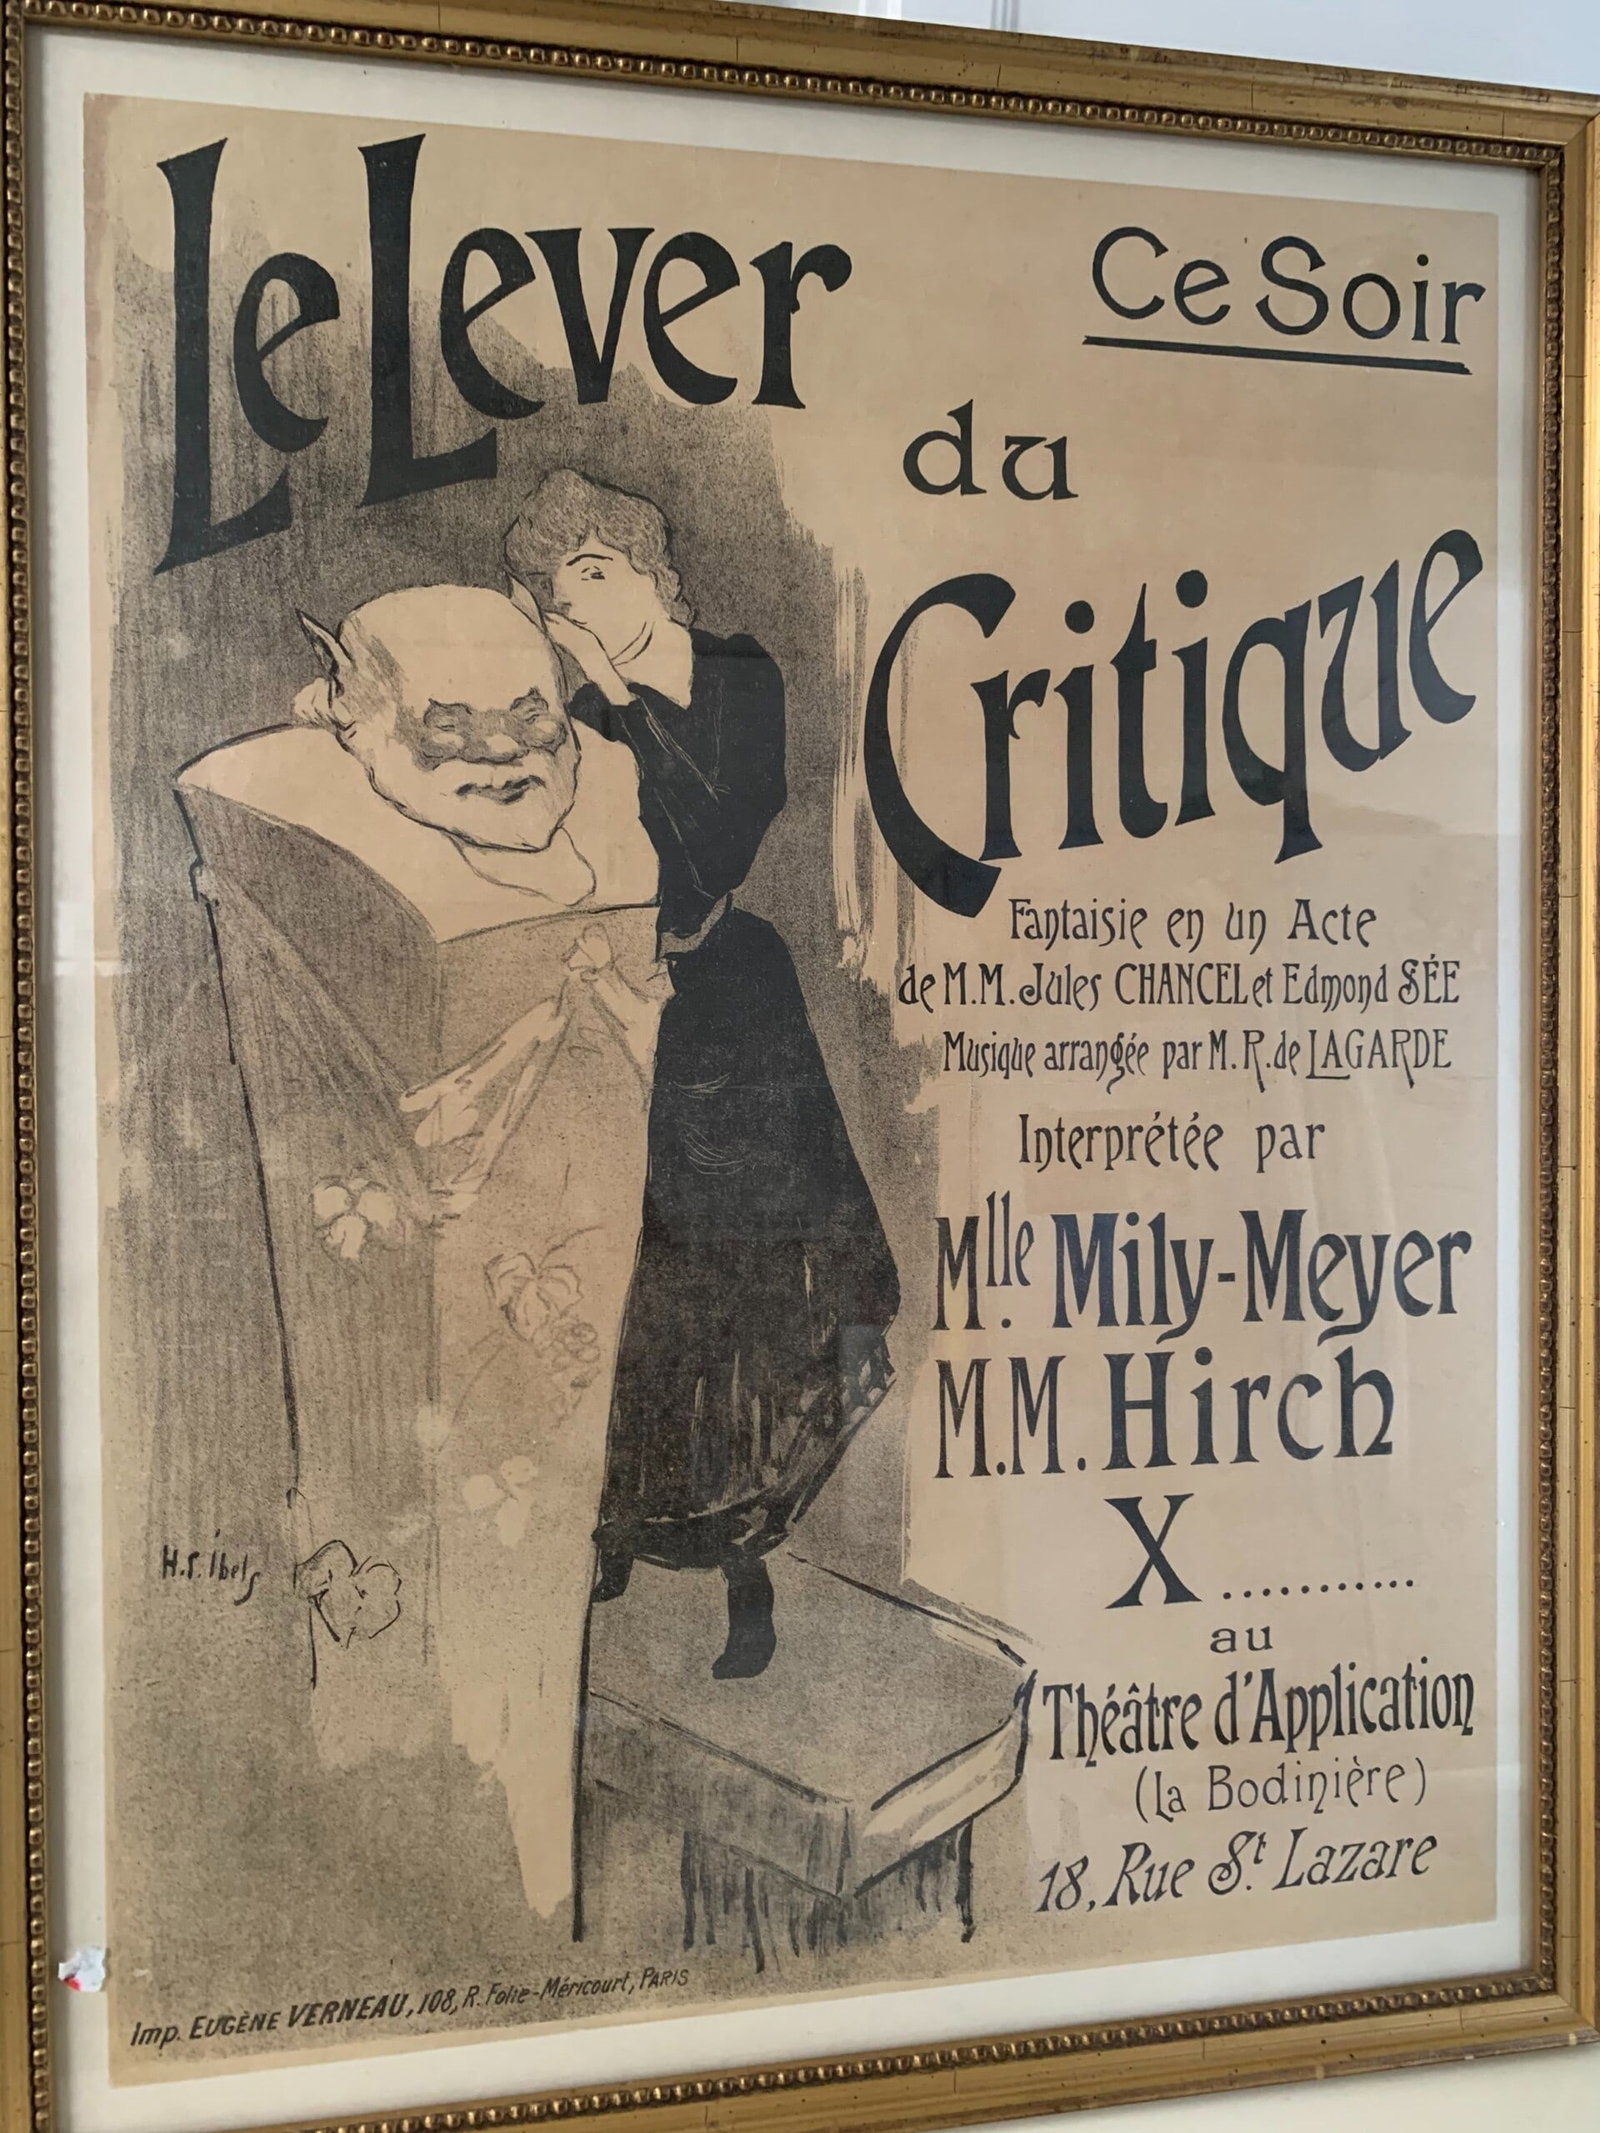 Le Lever
Ce Soir
du
Critique
Fantaisie en un Acte
de M.M. Jules CHANCEL et Edmond SÉE
Musique arrangée par M. R. de LAGARDE
Interprétée par
Mlle. Mily-Meyer
M.M. Hirch
X............
au
Théâtre d'Application
(La Bodinière)
18, Rue St. Lazare
H.G. Ibels
Imp. EUGÈNE VERNEAU, 108, R. Folie-Méricourt, PARIS